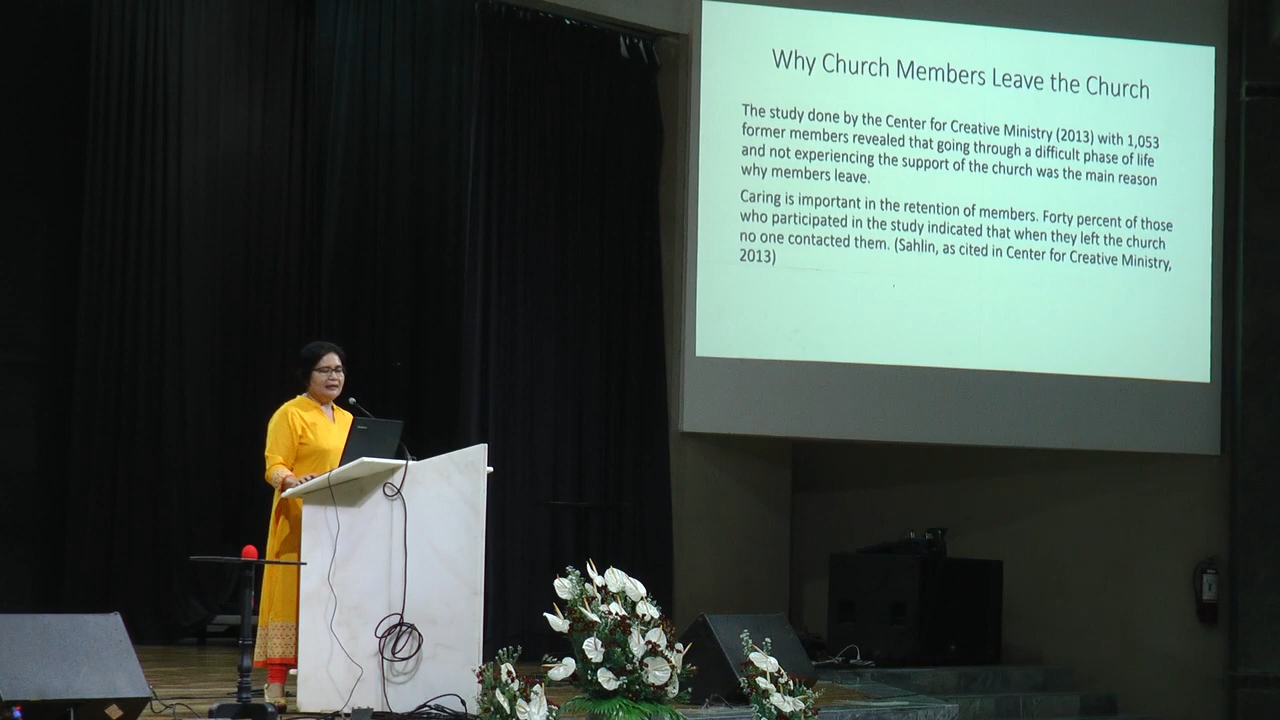 Why Church Members Leave the Church
The study done by the Center for Creative Ministry (2013) with 1,053
former members revealed that going through a difficult phase of life
and not experiencing the support of the church was the main reason
why members leave.
Caring is important in the retention of members. Forty percent of those
who participated in the study indicated that when they left the church
no one contacted them. (Sahlin, as cited in Center for Creative Ministry,
2013)